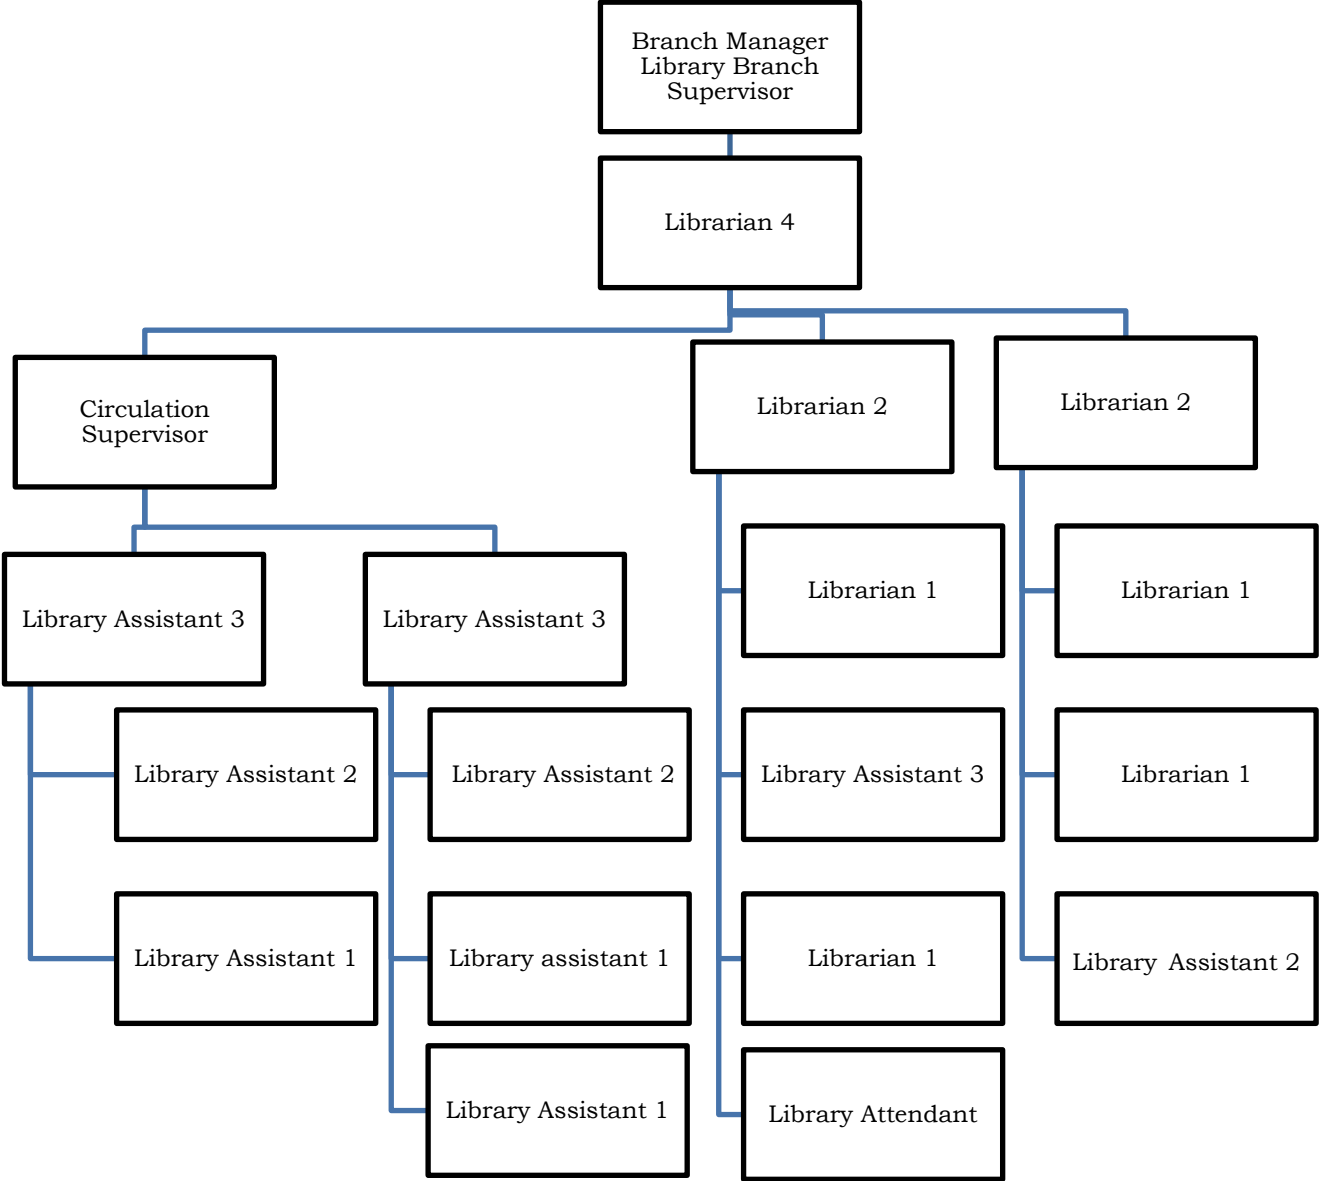 Branch Manager
Library Branch
Supervisor
Librarian 4
Circulation
Supervisor
Librarian 2
Librarian 2
Library Assistant 3
Library Assistant 3
Librarian 1
Librarian 1
Library Assistant 2
Library Assistant 2
Library Assistant 3
Librarian 1
Library Assistant 1
Library assistant 1
Librarian 1
Library Assistant 2
Library Assistant 1
Library Attendant